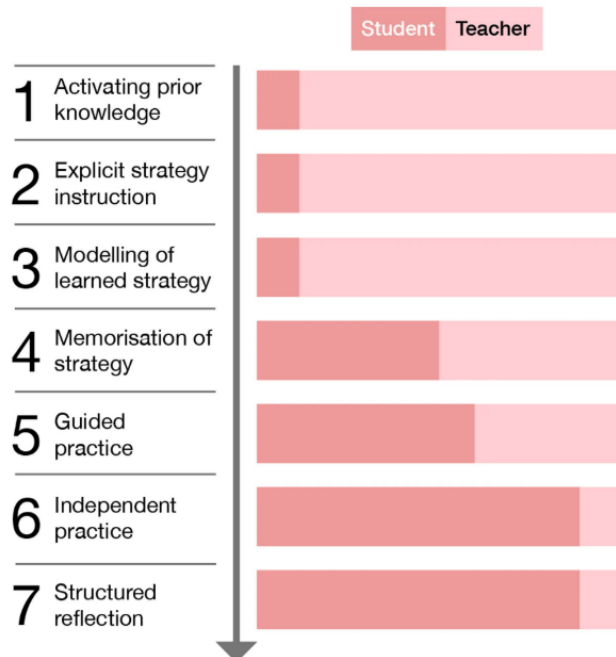 Student Teacher
1 Activating prior
knowledge
2 Explicit strategy
instruction
3 Modelling of
learned strategy
4 Memorisation of
strategy
5 Guided
practice
6 Independent
practice
7 Structured
reflection